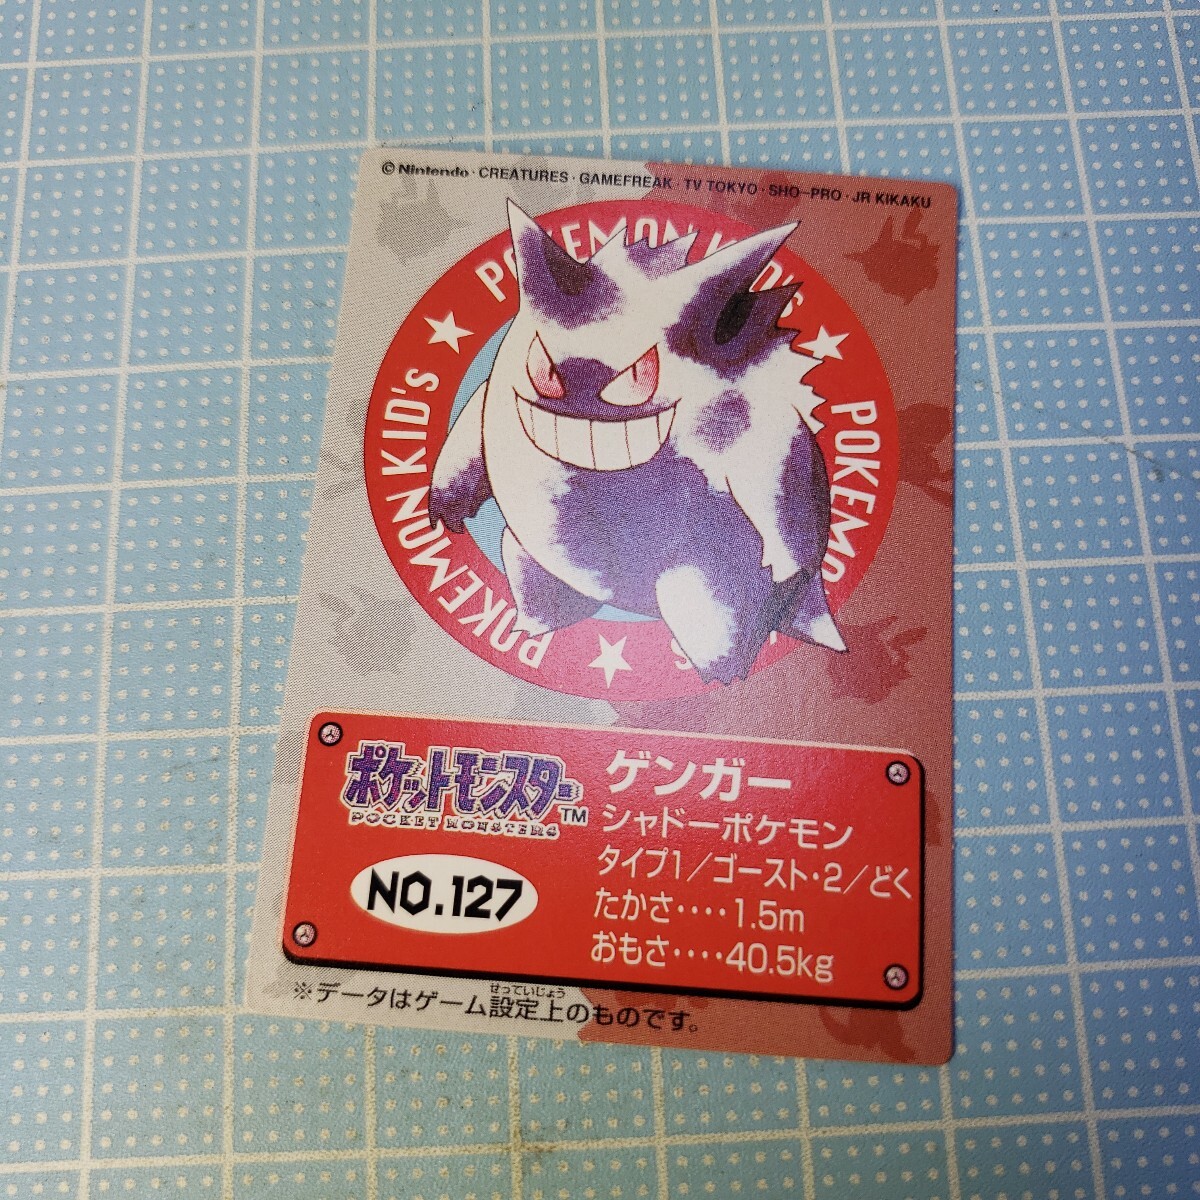 ©Nintendo・CREATURES・GAMEFREAK・TV TOKYO・SHO-PRO・JR KIKAKU
POKEMON KID's
POKEMON KID's
POKEMO
ポケットモンスター TM
POCKET MONSTERS
NO.127
ゲンガー
シャドーポケモン
タイプ1/ゴースト・2/どく
たかさ‥‥1.5m
おもさ‥‥40.5kg
せっていじょう
※データはゲーム設定上のものです。